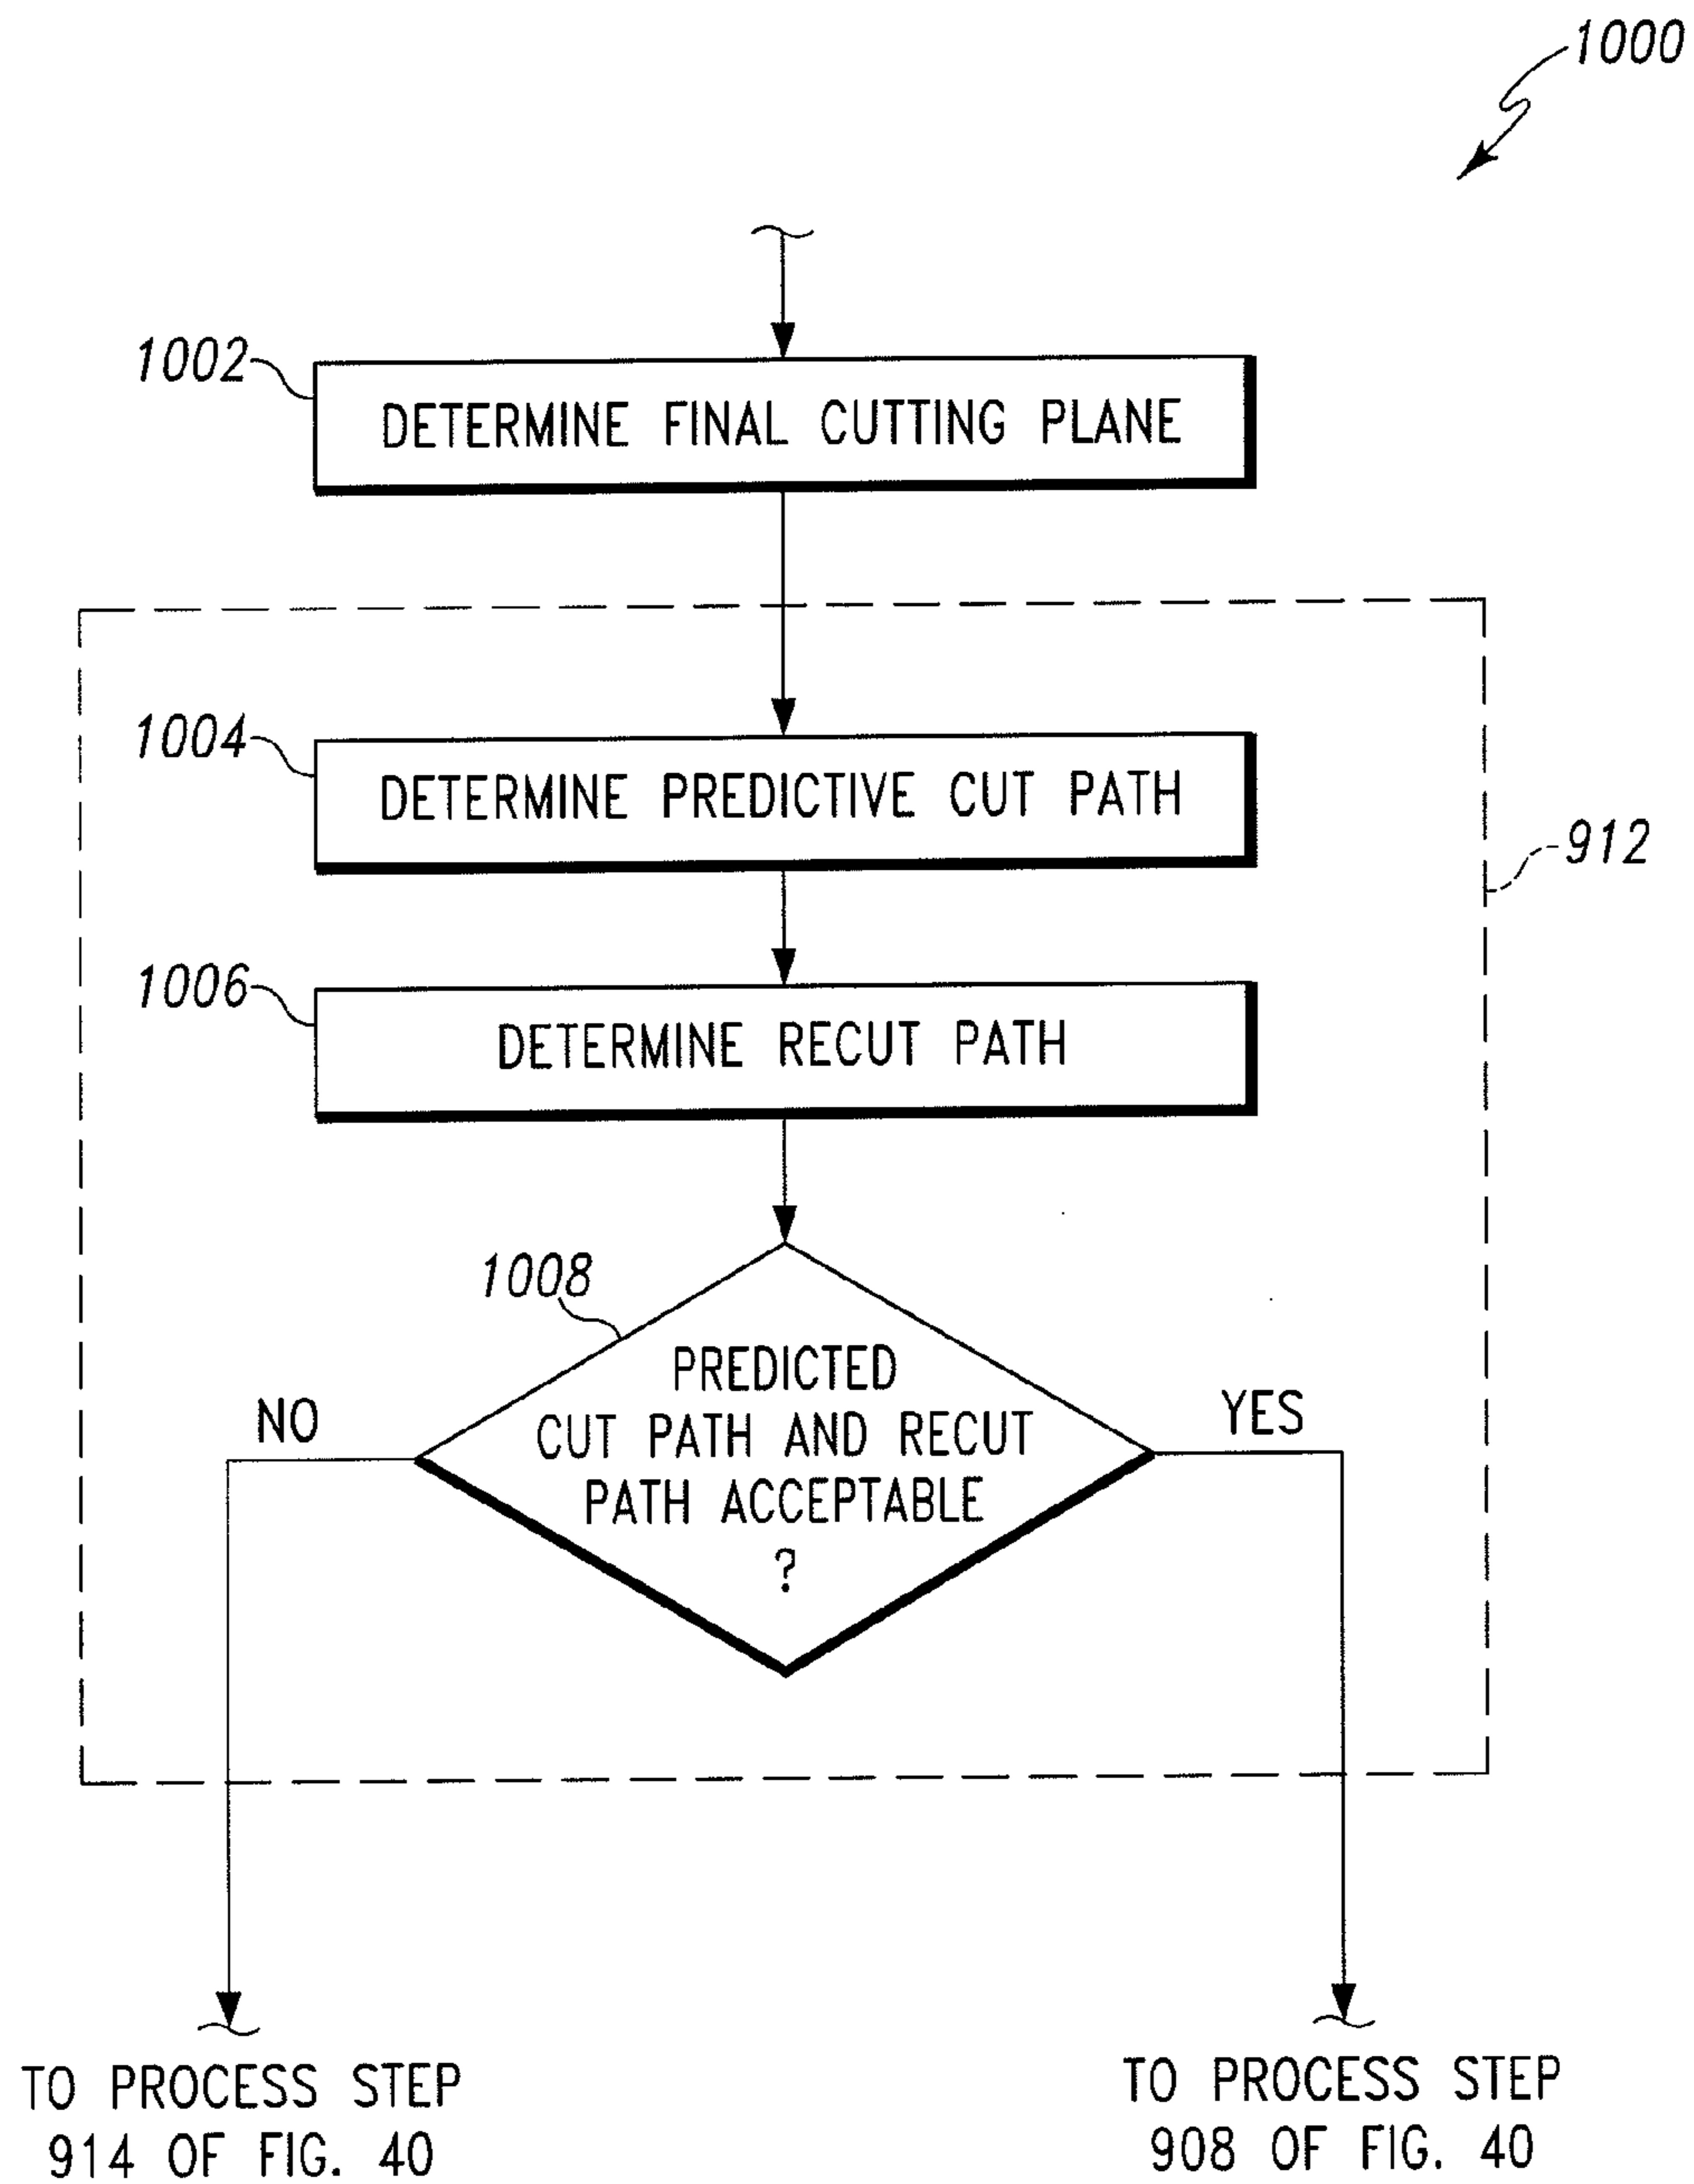 1000
1002
DETERMINE FINAL CUTTING PLANE
1004
DETERMINE PREDICTIVE CUT PATH
912
1006
DETERMINE RECUT PATH
1008
PREDICTED
CUT PATH AND RECUT
PATH ACCEPTABLE
?
NO
YES
TO PROCESS STEP
914 OF FIG. 40
TO PROCESS STEP
908 OF FIG. 40